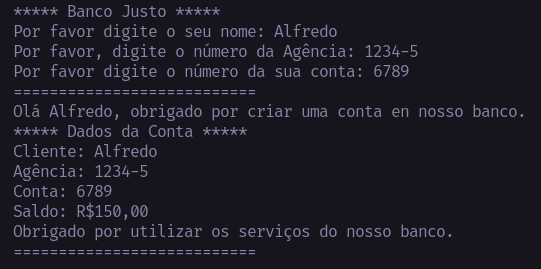 ***** Banco Justo *****
Por favor digite o seu nome: Alfredo
Por favor, digite o número da Agência: 1234-5
Por favor digite o número da sua conta: 6789
===========================
Olá Alfredo, obrigado por criar uma conta en nosso banco.
***** Dados da Conta *****
Cliente: Alfredo
Agência: 1234-5
Conta: 6789
Saldo: R$150,00
Obrigado por utilizar os serviços do nosso banco.
===========================